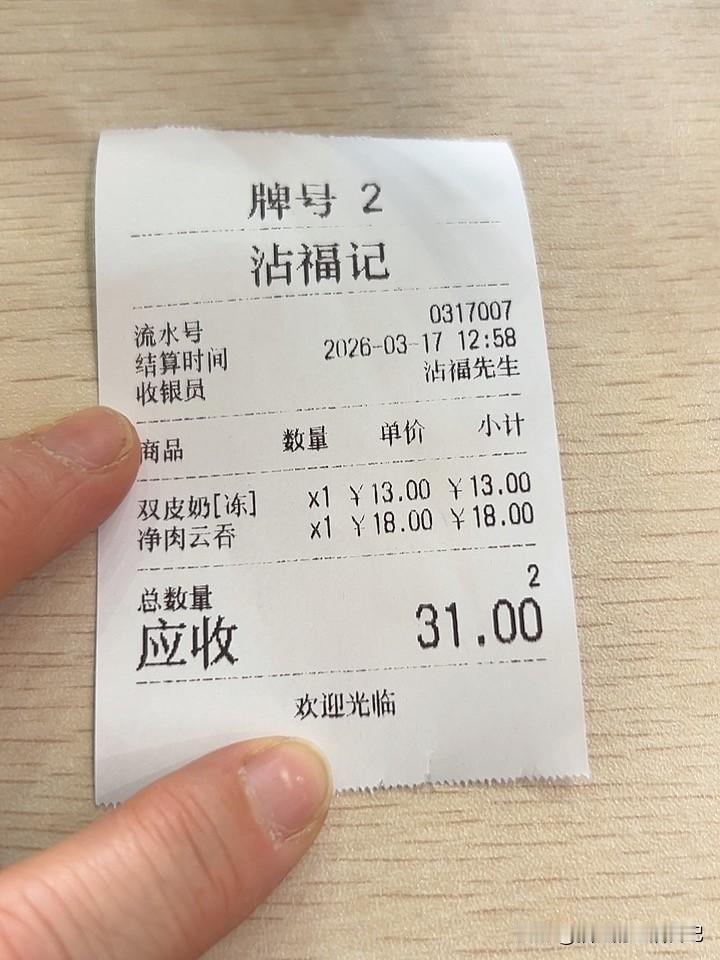 牌号 2
沾福记
流水号 0317007
结算时间 2026-03-17 12:58
收银员 沾福先生
商品 数量 单价 小计
双皮奶[冻] x1 ￥13.00 ￥13.00
净肉云吞 x1 ￥18.00 ￥18.00
总数量 2
应收 31.00
欢迎光临